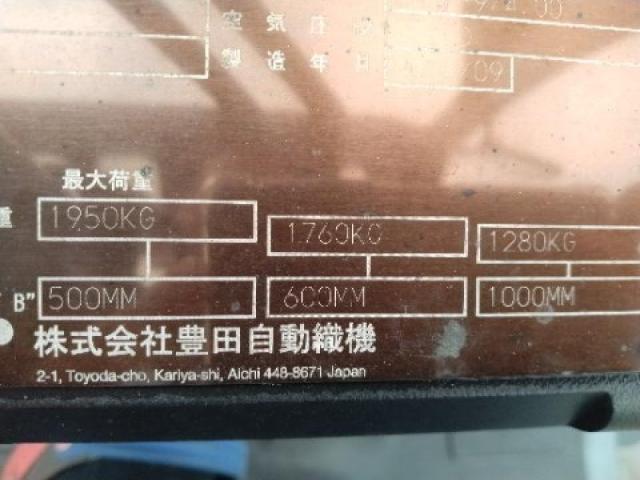 空気圧
製造年月
最大荷重
重 1950KG 1760KG 1280KG
B" 500MM 600MM 1000MM
株式会社豊田自動織機
2-1, Toyoda-cho, Kariya-shi, Aichi 448-8671 Japan